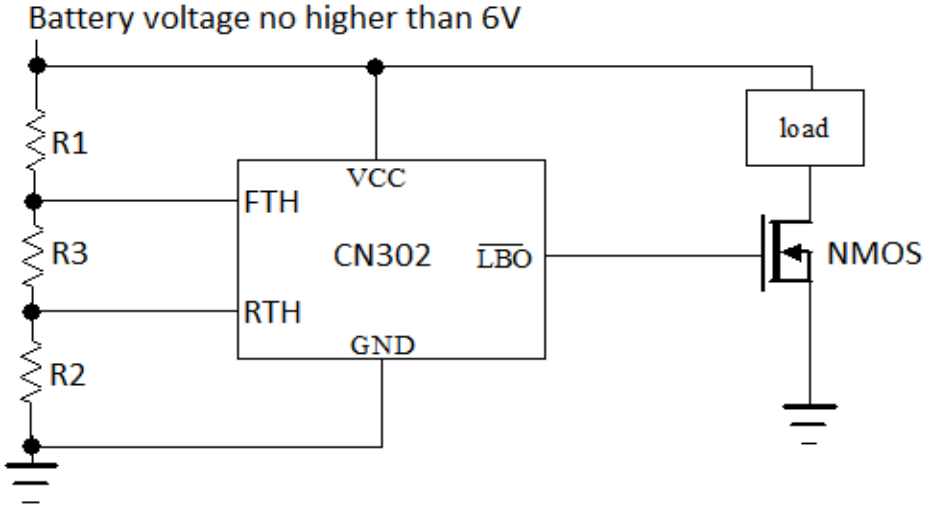 Battery voltage no higher than 6V
R1
load
VCC
FTH
R3
CN302
LBO
NMOS
RTH
GND
R2